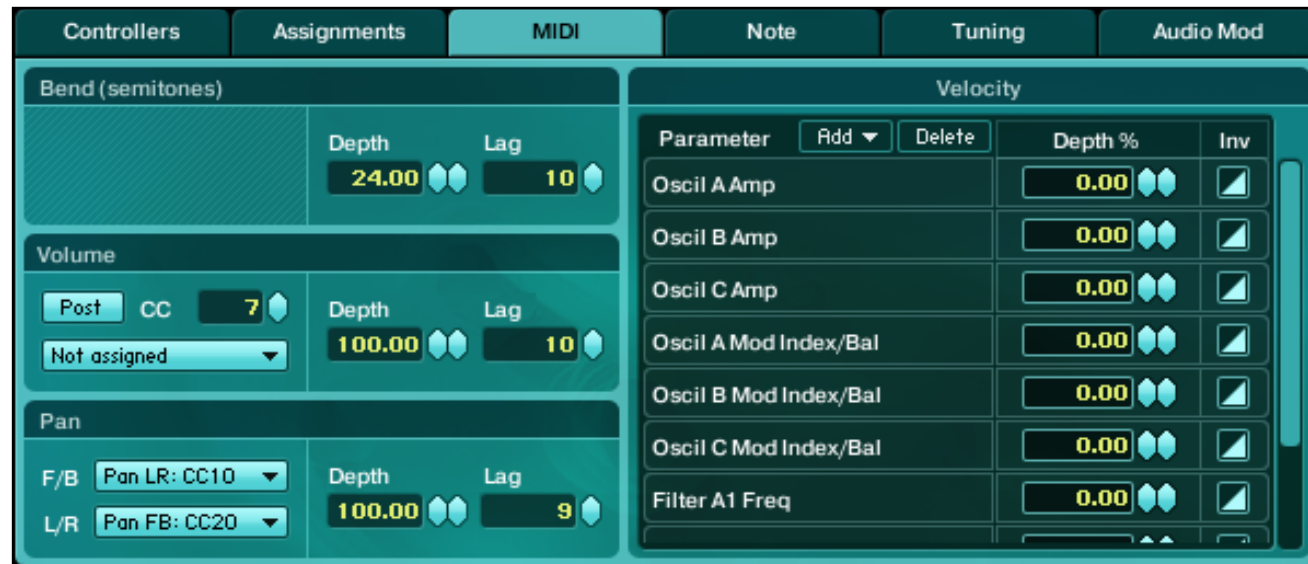 Controllers Assignments MIDI Note Tuning Audio Mod
Bend (semitones)
Depth Lag
24.00 10
Volume
Post CC 7
Not assigned
Depth Lag
100.00 10
Pan
F/B Pan LR: CC10
L/R Pan FB: CC20
Depth Lag
100.00 9
Velocity
Parameter Add Delete Depth % Inv
Oscil A Amp 0.00
Oscil B Amp 0.00
Oscil C Amp 0.00
Oscil A Mod Index/Bal 0.00
Oscil B Mod Index/Bal 0.00
Oscil C Mod Index/Bal 0.00
Filter A1 Freq 0.00